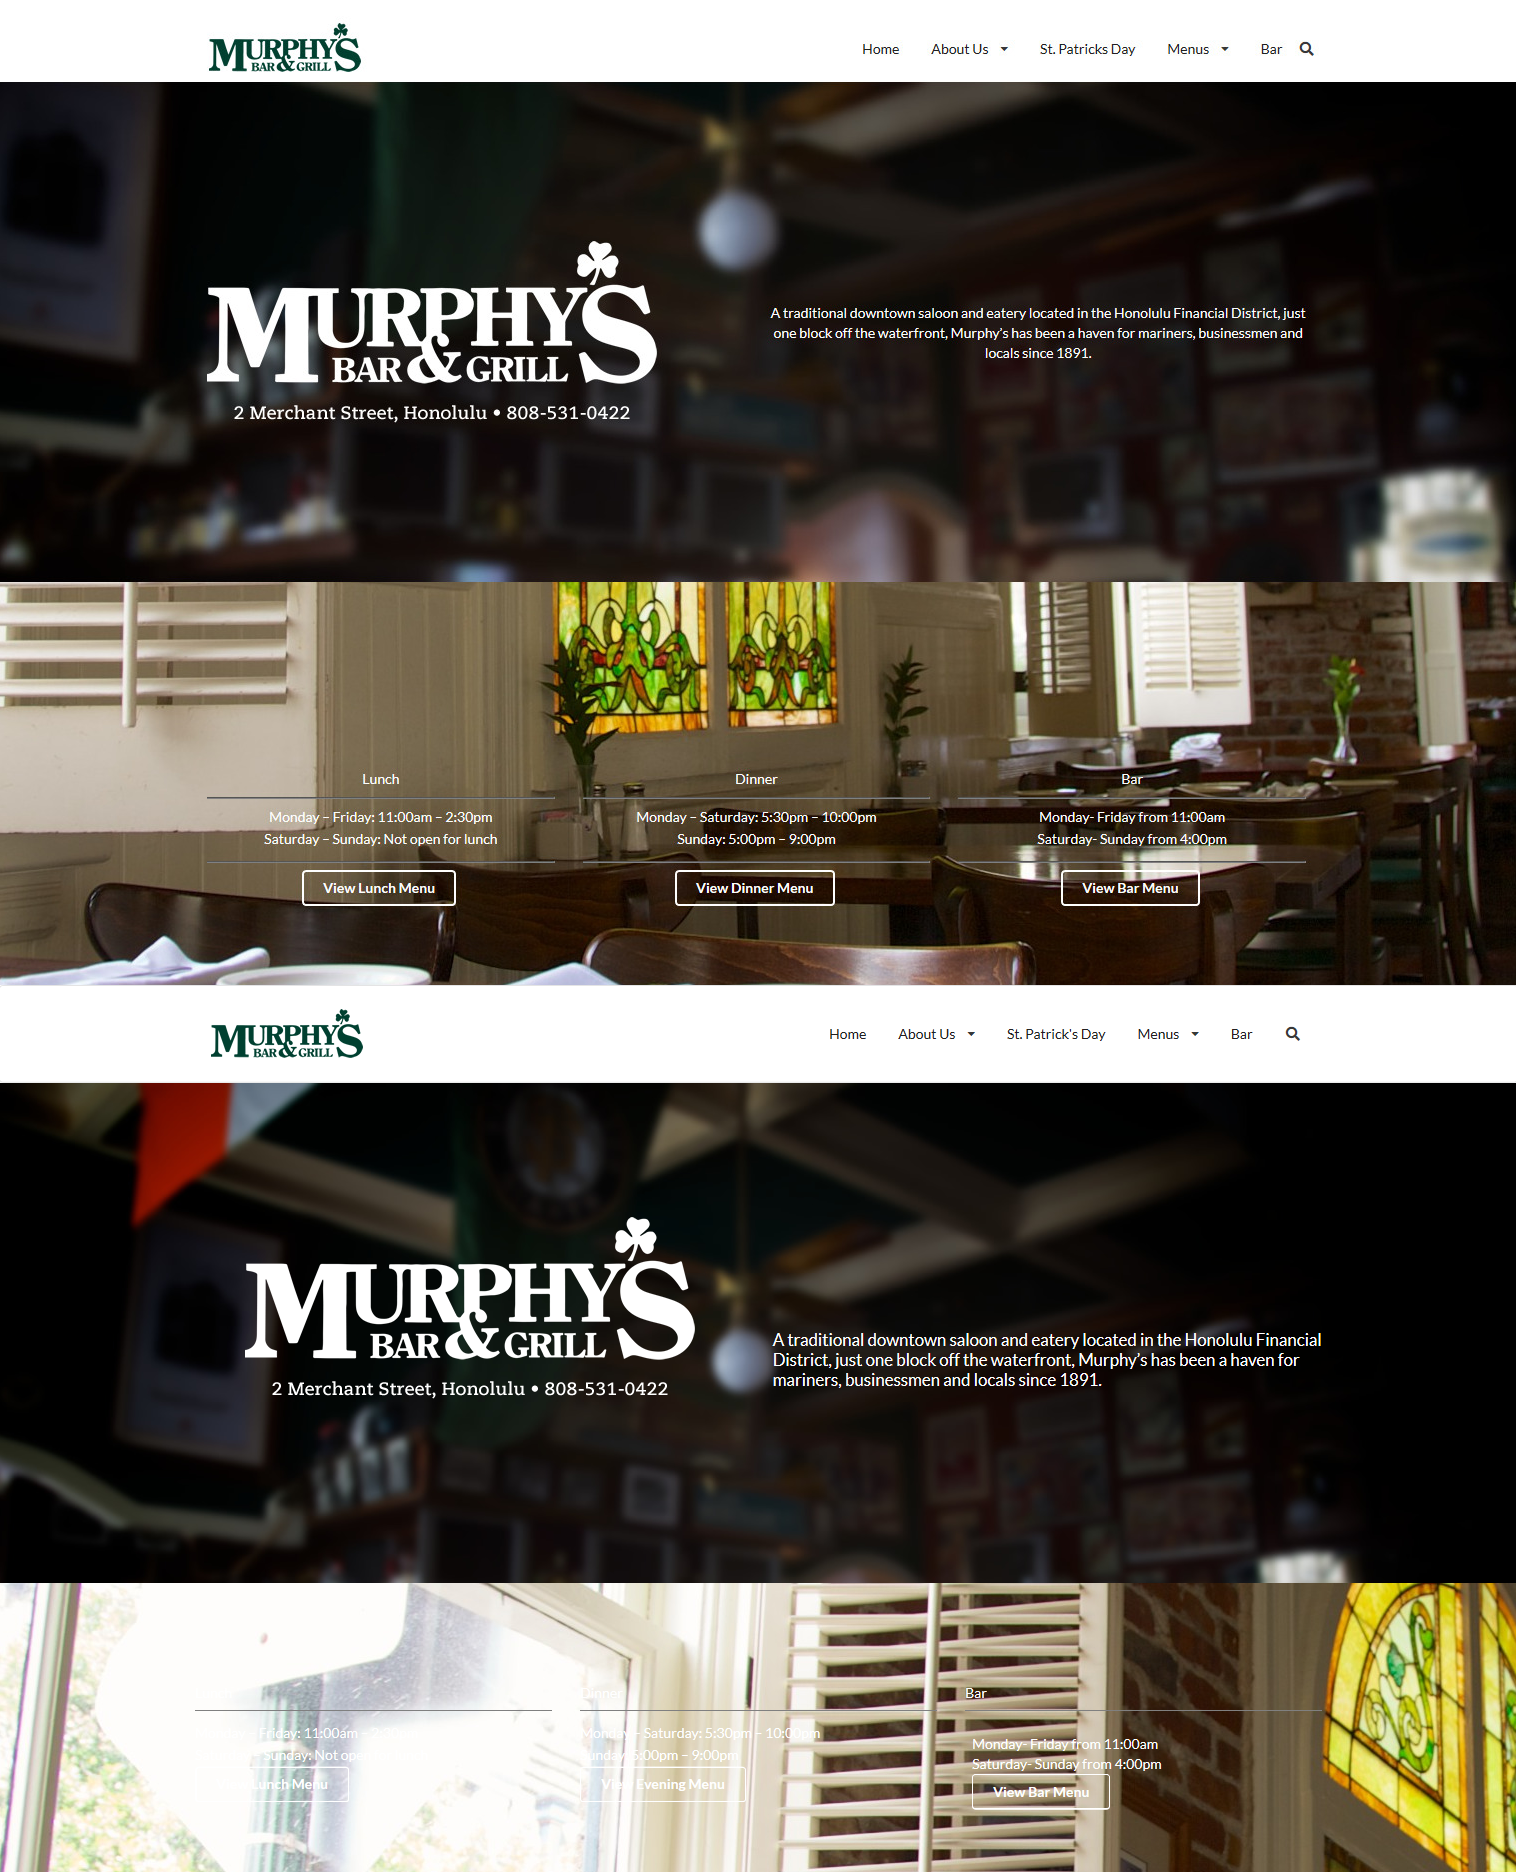 MURPHY'S
BAR & GRILL
Home About Us St. Patricks Day Menus Bar
MURPHY'S
BAR & GRILL
2 Merchant Street, Honolulu • 808-531-0422
A traditional downtown saloon and eatery located in the Honolulu Financial District, just
one block off the waterfront, Murphy's has been a haven for mariners, businessmen and
locals since 1891.
Lunch
Monday – Friday: 11:00am – 2:30pm
Saturday – Sunday: Not open for lunch
View Lunch Menu
Dinner
Monday – Saturday: 5:30pm – 10:00pm
Sunday: 5:00pm – 9:00pm
View Dinner Menu
Bar
Monday- Friday from 11:00am
Saturday- Sunday from 4:00pm
View Bar Menu
MURPHY'S
BAR & GRILL
Home About Us St. Patrick's Day Menus Bar
MURPHY'S
BAR & GRILL
2 Merchant Street, Honolulu • 808-531-0422
A traditional downtown saloon and eatery located in the Honolulu Financial
District, just one block off the waterfront, Murphy's has been a haven for
mariners, businessmen and locals since 1891.
Friday: 11:00am –
– Sunday: Not
Lunch Menu
Dinner
Monday – Saturday: 5:30pm – 10:00pm
Sunday: 5:00pm – 9:00pm
View Evening Menu
Bar
Monday- Friday from 11:00am
Saturday- Sunday from 4:00pm
View Bar Menu